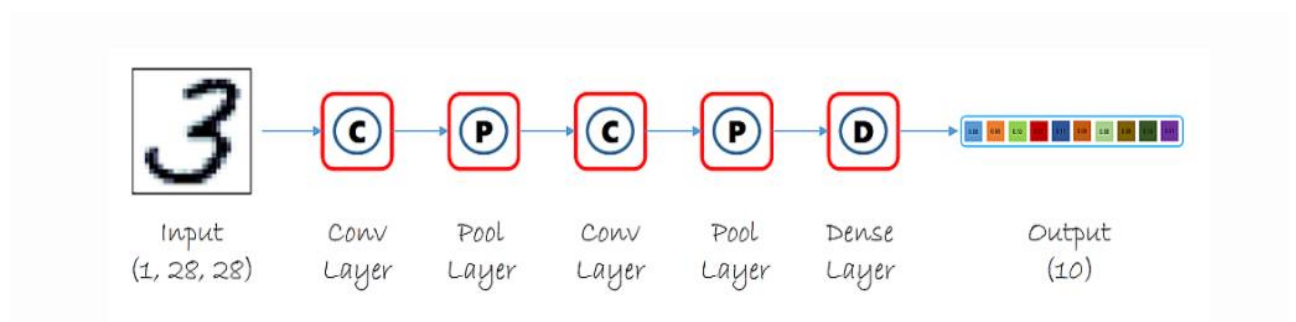 C P C P D
Input
(1, 28, 28)
Conv
Layer
Pool
Layer
Conv
Layer
Pool
Layer
Dense
Layer
Output
(10)